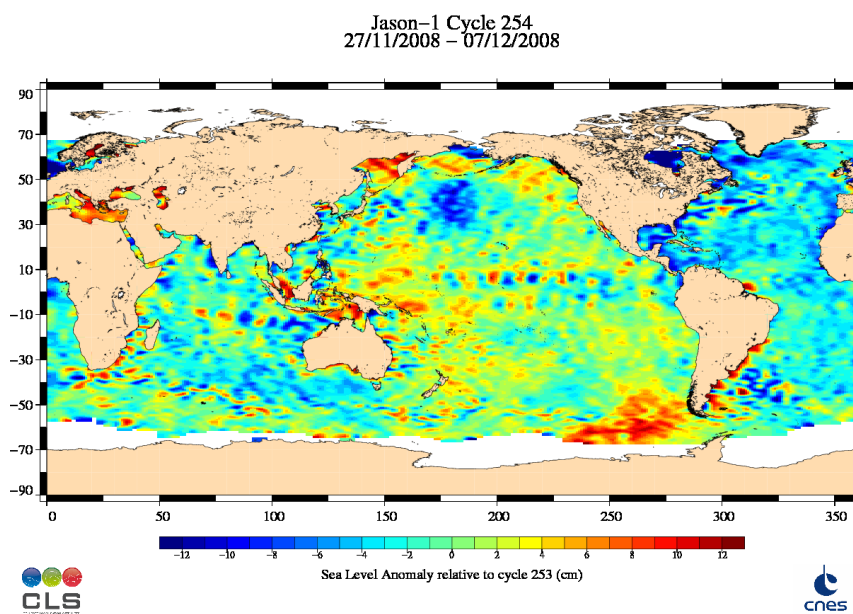 Jason-1 Cycle 254
27/11/2008 - 07/12/2008
90
70
50
30
10
-10
-30
-50
-70
-90
0 50 100 150 200 250 300 350
-12 -10 -8 -6 -4 -2 0 2 4 6 8 10 12
Sea Level Anomaly relative to cycle 253 (cm)
CLS
cnes